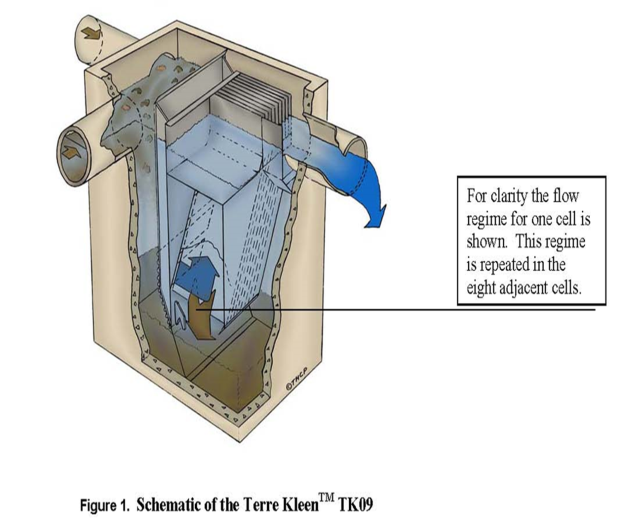 For clarity the flow
regime for one cell is
shown. This regime
is repeated in the
eight adjacent cells.
©THCP
Figure 1. Schematic of the Terre Kleen™ TK09